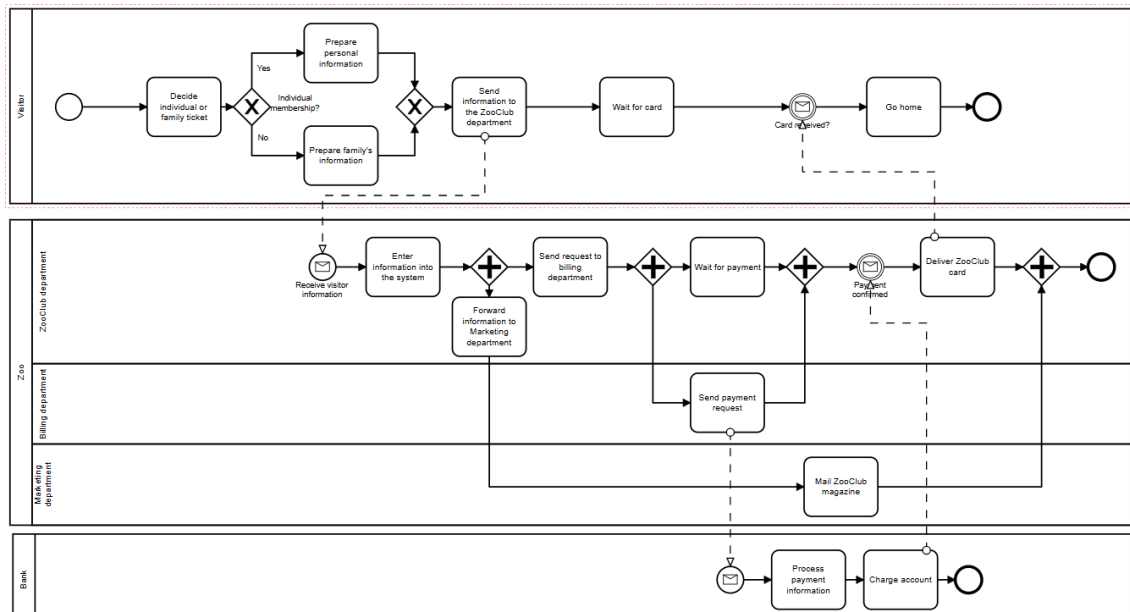 Visitor
Decide
individual or
family ticket
Yes
No
Individual
membership?
Prepare
personal
information
Prepare family's
information
Send
information to
the ZooClub
department
Wait for card
Card received?
Go home
Zoo
ZooClub department
Receive visitor
information
Enter
information into
the system
Forward
information to
Marketing
department
Send request to
billing
department
Wait for payment
Payment
confirmed
Deliver ZooClub
card
Billing department
Send payment
request
Marketing
department
Mail ZooClub
magazine
Bank
Process
payment
information
Charge account